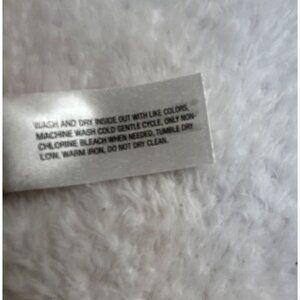 WASH AND DRY INSIDE OUT WITH LIKE COLORS,
MACHINE WASH COLD GENTLE CYCLE, ONLY NON-
CHLORINE BLEACH WHEN NEEDED, TUMBLE DRY
LOW, WARM IRON, DO NOT DRY CLEAN.